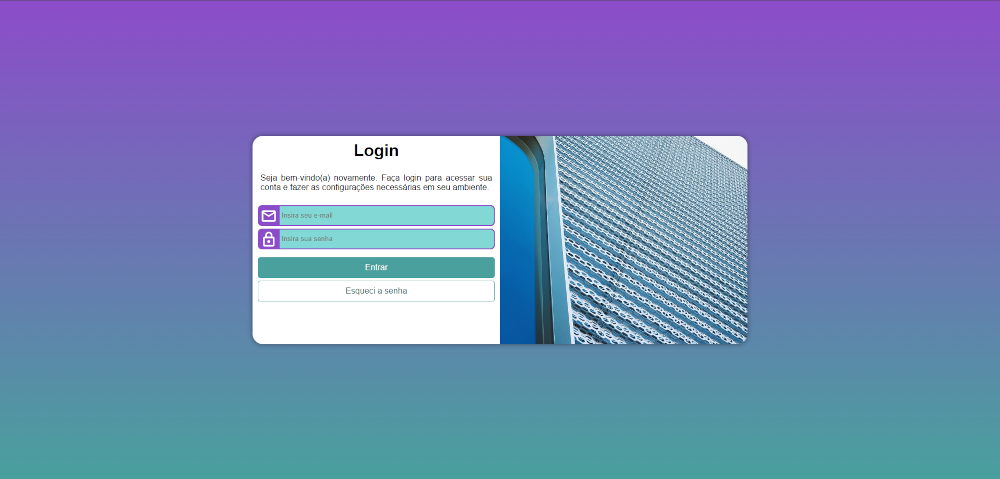 Login
Seja bem-vindo(a) novamente. Faça login para acessar sua
conta e fazer as configurações necessárias em seu ambiente.
Insira seu e-mail
Insira sua senha
Entrar
Esqueci a senha